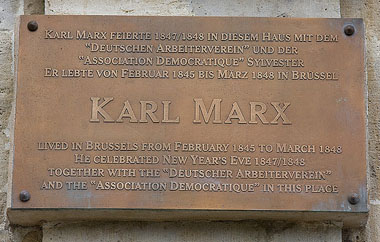 Karl Marx feierte 1847/1848 in diesem Haus mit dem
"Deutschen Arbeiterverein" und der
"Association Democratique" Sylvester
Er lebte von Februar 1845 bis März 1848 in Brüssel
Karl Marx
lived in Brussels from February 1845 to March 1848
He celebrated New Year's Eve 1847/1848
together with the "Deutscher Arbeiterverein"
and the "Association Democratique" in this place